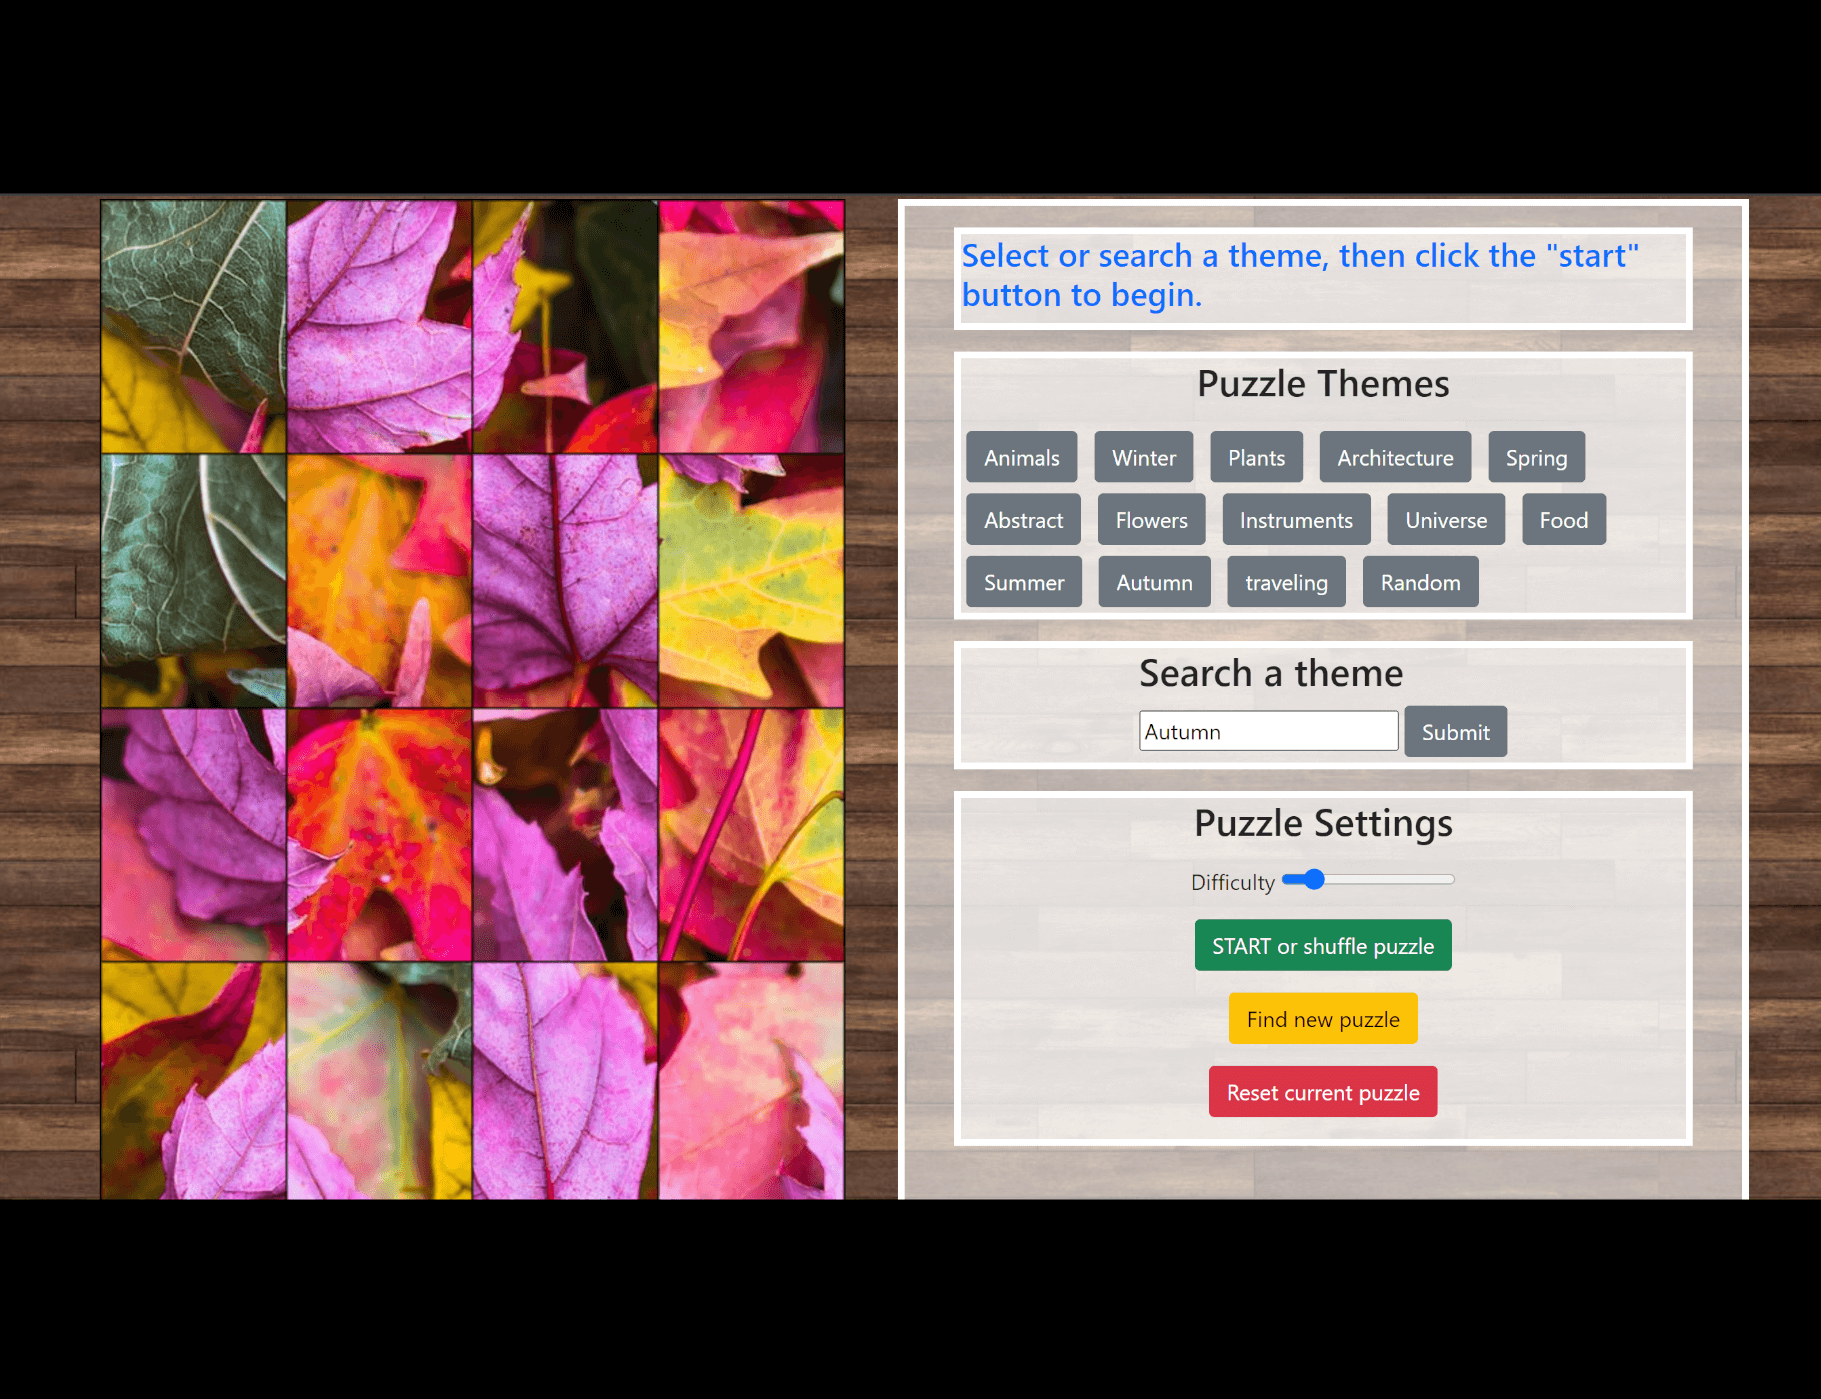 Select or search a theme, then click the "start"
button to begin.
Puzzle Themes
Animals Winter Plants Architecture Spring
Abstract Flowers Instruments Universe Food
Summer Autumn traveling Random
Search a theme
Autumn Submit
Puzzle Settings
Difficulty
START or shuffle puzzle
Find new puzzle
Reset current puzzle